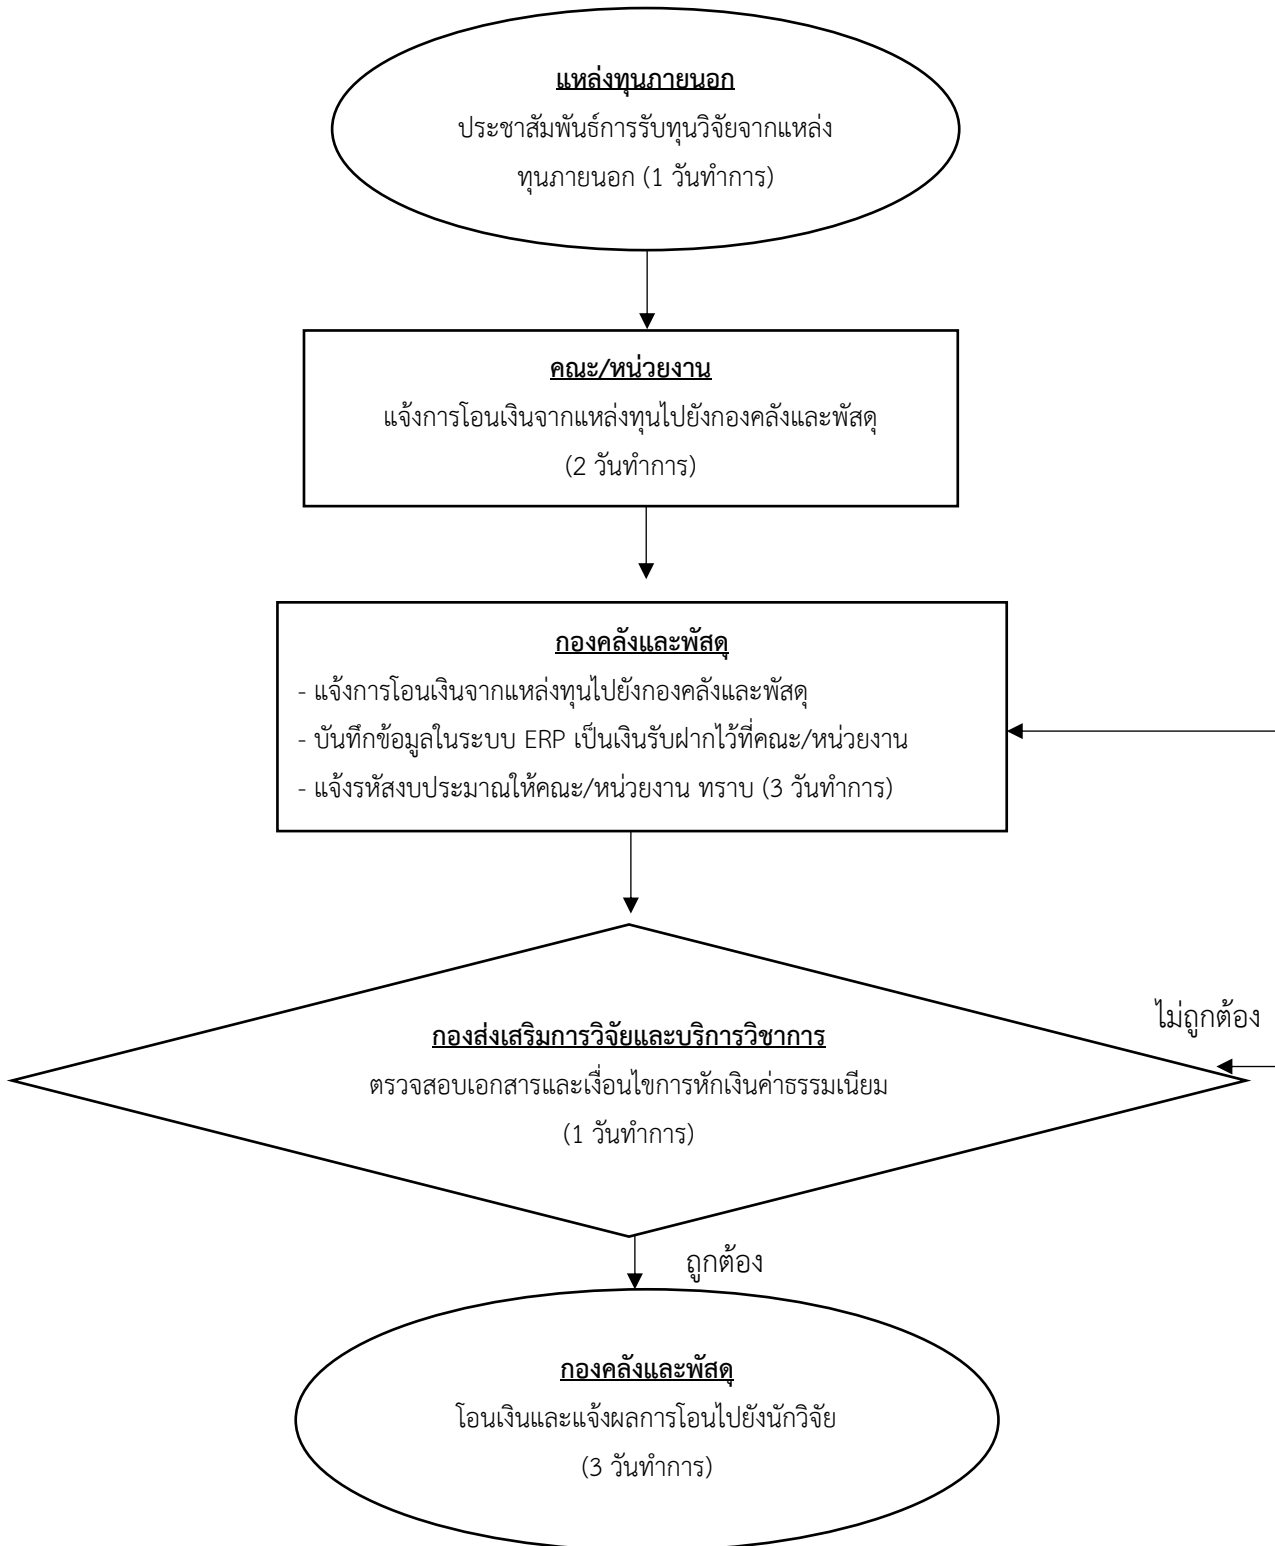 แหล่งทุนภายนอก
ประชาสัมพันธ์การรับทุนวิจัยจากแหล่ง
ทุนภายนอก (1 วันทำการ)
คณะ/หน่วยงาน
แจ้งการโอนเงินจากแหล่งทุนไปยังกองคลังและพัสดุ
(2 วันทำการ)
กองคลังและพัสดุ
- แจ้งการโอนเงินจากแหล่งทุนไปยังกองคลังและพัสดุ
- บันทึกข้อมูลในระบบ ERP เป็นเงินรับฝากไว้ที่คณะ/หน่วยงาน
- แจ้งรหัสงบประมาณให้คณะ/หน่วยงาน ทราบ (3 วันทำการ)
ไม่ถูกต้อง
กองส่งเสริมการวิจัยและบริการวิชาการ
ตรวจสอบเอกสารและเงื่อนไขการหักเงินค่าธรรมเนียม
(1 วันทำการ)
ถูกต้อง
กองคลังและพัสดุ
โอนเงินและแจ้งผลการโอนไปยังนักวิจัย
(3 วันทำการ)